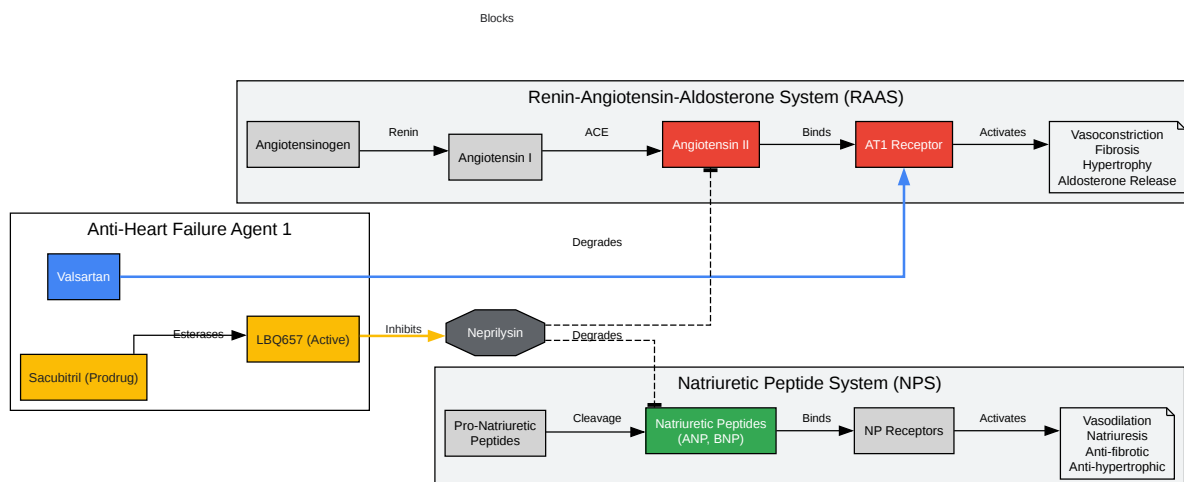 Blocks
Renin-Angiotensin-Aldosterone System (RAAS)
Angiotensinogen
Renin
Angiotensin I
ACE
Angiotensin II
Binds
AT1 Receptor
Activates
Vasoconstriction
Fibrosis
Hypertrophy
Aldosterone Release
Anti-Heart Failure Agent 1
Valsartan
Degrades
Sacubitril (Prodrug)
Esterases
LBQ657 (Active)
Inhibits
Neprilysin
Degrades
Natriuretic Peptide System (NPS)
Pro-Natriuretic
Peptides
Cleavage
Natriuretic Peptides
(ANP, BNP)
Binds
NP Receptors
Activates
Vasodilation
Natriuresis
Anti-fibrotic
Anti-hypertrophic